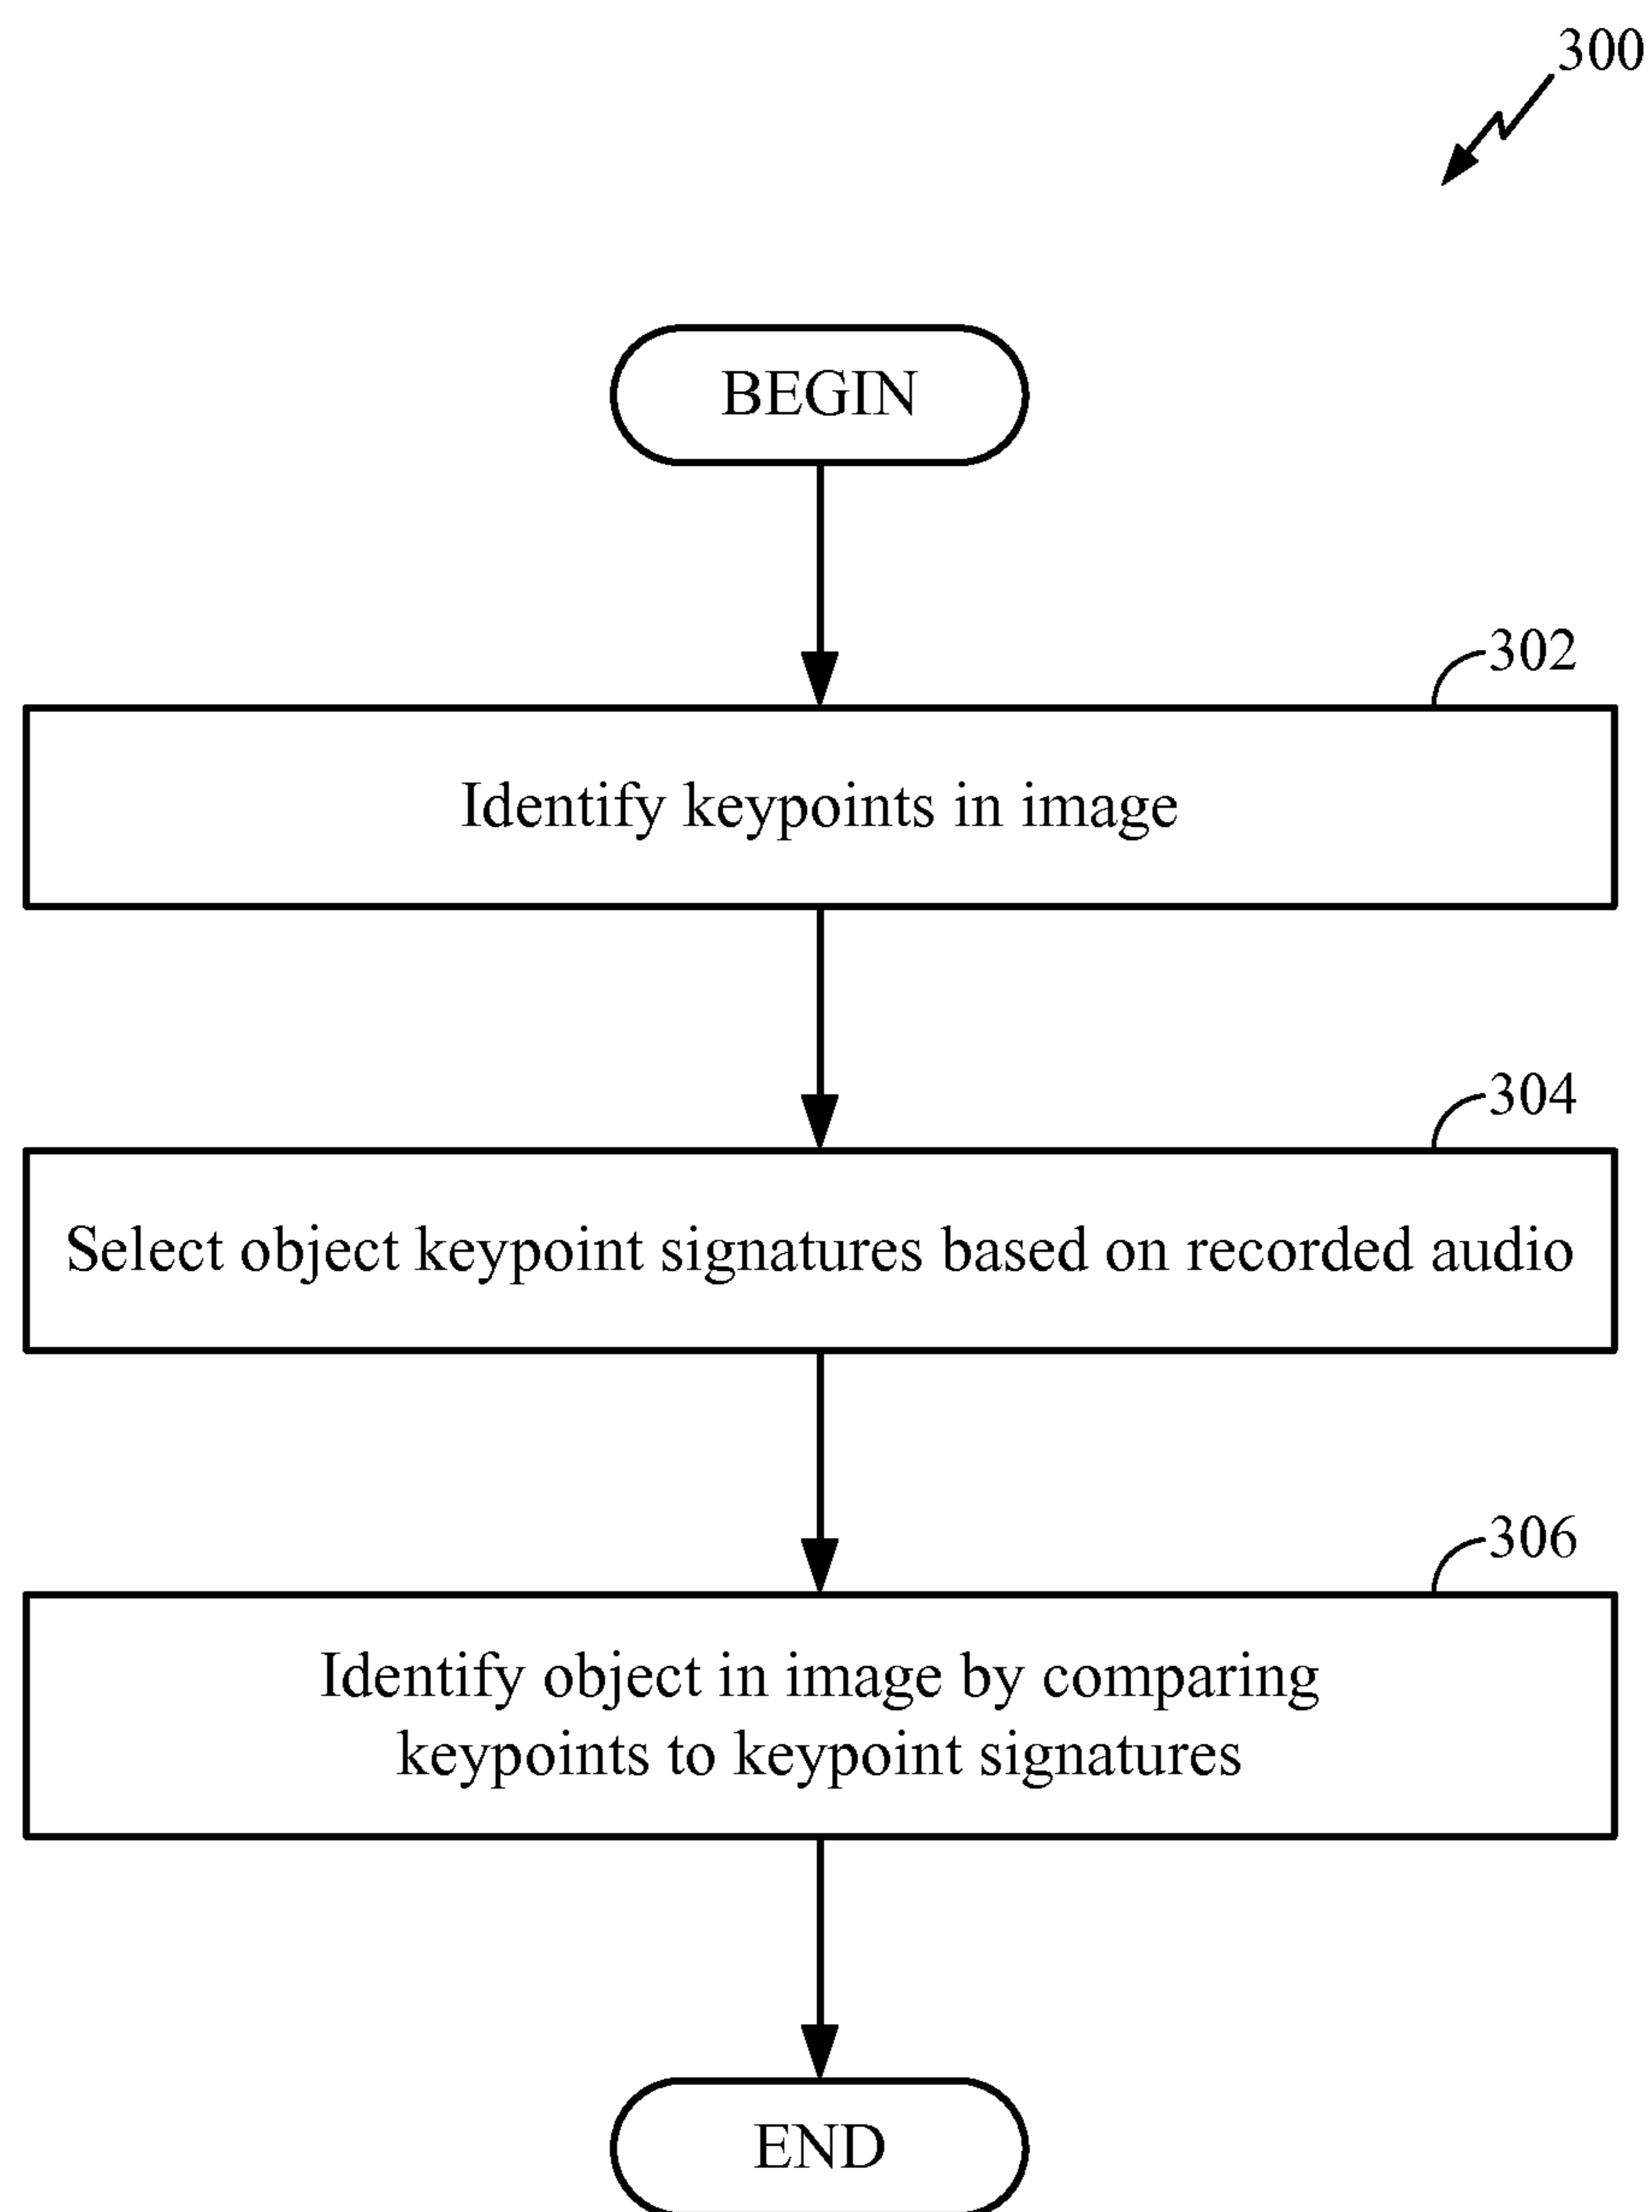 300
BEGIN
302
Identify keypoints in image
304
Select object keypoint signatures based on recorded audio
306
Identify object in image by comparing
keypoints to keypoint signatures
END